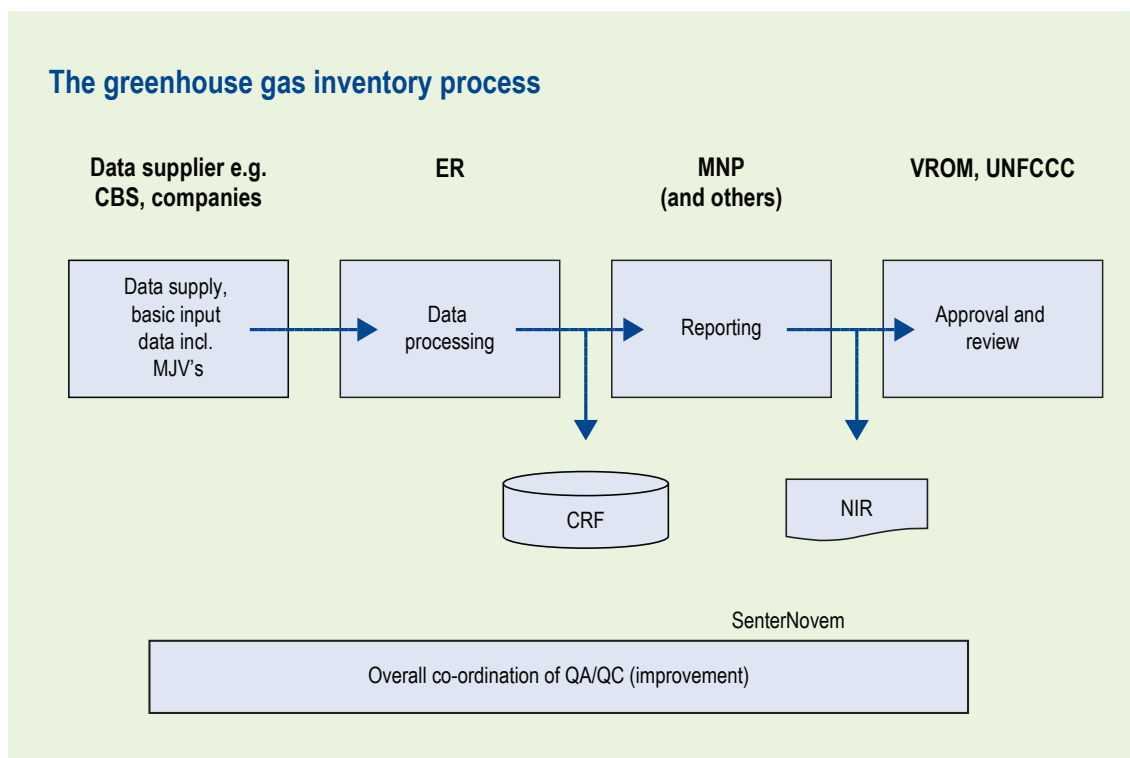 The greenhouse gas inventory process
Data supplier e.g.
CBS, companies
ER
MNP
(and others)
VROM, UNFCCC
Data supply,
basic input
data incl.
MJV's
Data
processing
Reporting
Approval and
review
CRF
NIR
SenterNovem
Overall co-ordination of QA/QC (improvement)